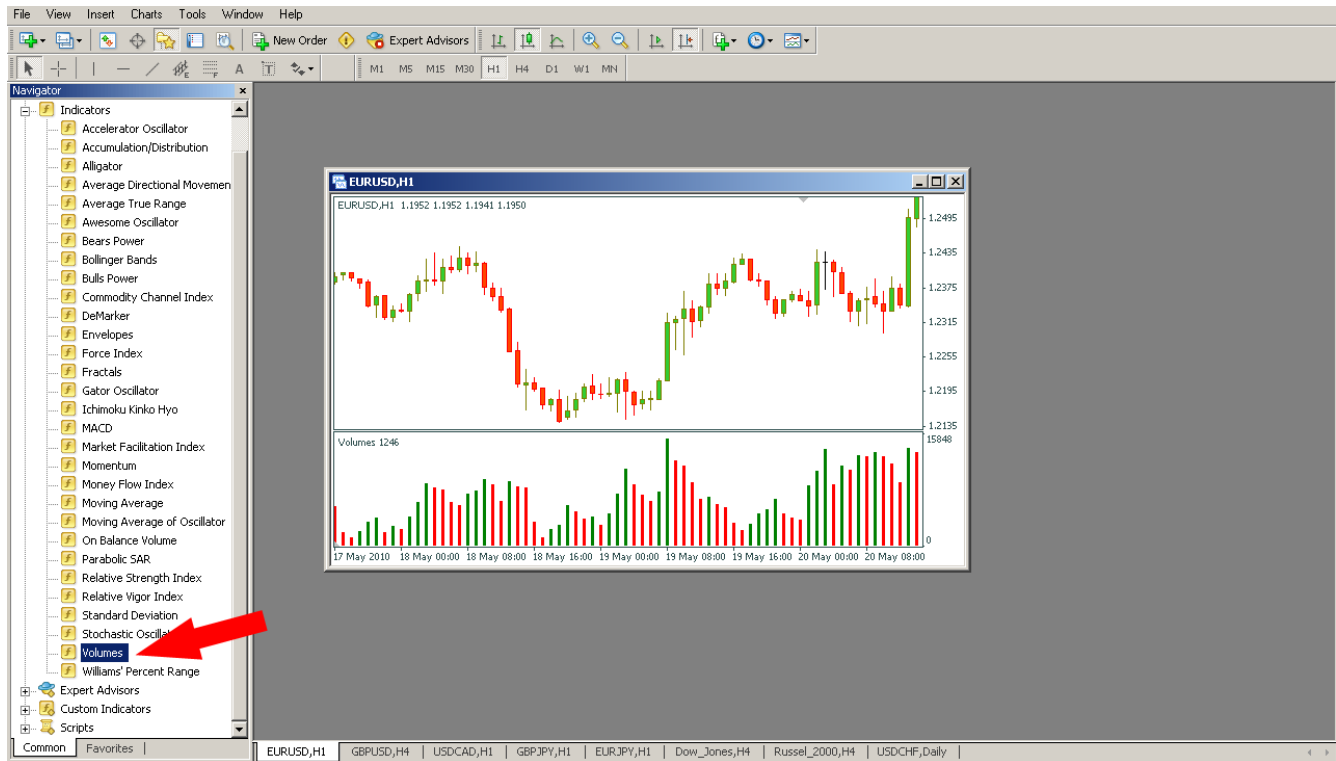 File View Insert Charts Tools Window Help
New Order Expert Advisors
A T M1 M5 M15 M30 H1 H4 D1 W1 MN
Navigator
Indicators
Accelerator Oscillator
Accumulation/Distribution
Alligator
Average Directional Movemen
Average True Range
Awesome Oscillator
Bears Power
Bollinger Bands
Bulls Power
Commodity Channel Index
DeMarker
Envelopes
Force Index
Fractals
Gator Oscillator
Ichimoku Kinko Hyo
MACD
Market Facilitation Index
Momentum
Money Flow Index
Moving Average
Moving Average of Oscillator
On Balance Volume
Parabolic SAR
Relative Strength Index
Relative Vigor Index
Standard Deviation
Stochastic Oscillat
Volumes
Williams' Percent Range
Expert Advisors
Custom Indicators
Scripts
Common Favorites
EURUSD,H1
EURUSD,H1 1.1952 1.1952 1.1941 1.1950
1.2495
1.2435
1.2375
1.2315
1.2255
1.2195
1.2135
Volumes 1246
15848
0
17 May 2010 18 May 00:00 18 May 08:00 18 May 16:00 19 May 00:00 19 May 08:00 19 May 16:00 20 May 00:00 20 May 08:00
EURUSD,H1 GBPUSD,H4 USDCAD,H1 GBPJPY,H1 EURJPY,H1 Dow_Jones,H4 Russel_2000,H4 USDCHF,Daily